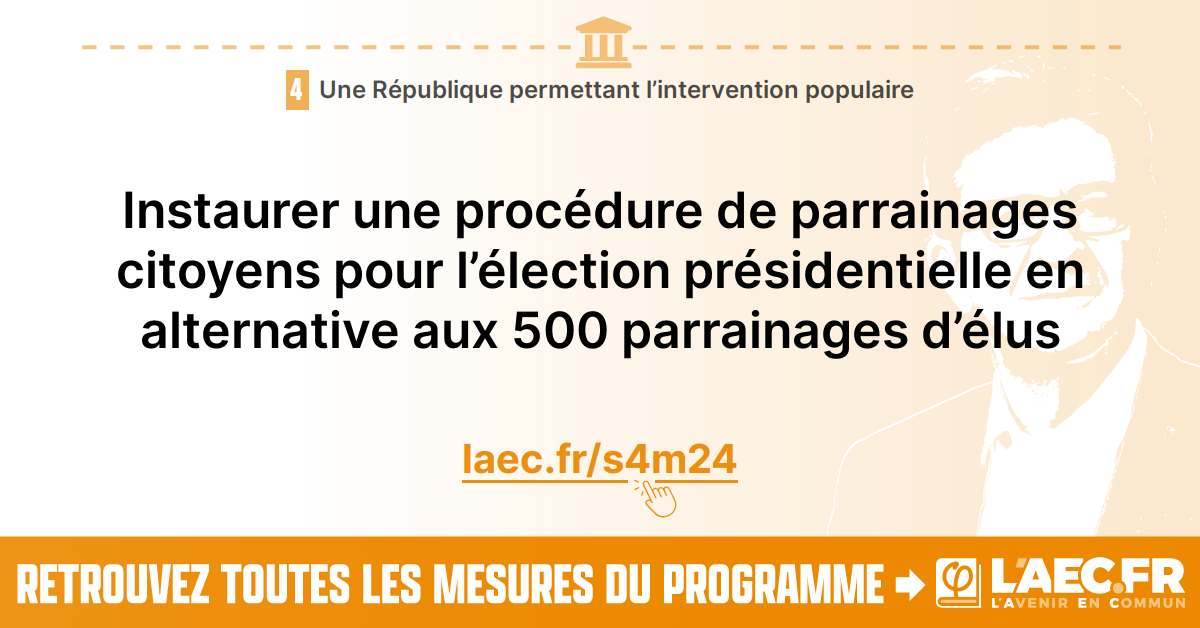 4 Une République permettant l’intervention populaire
Instaurer une procédure de parrainages
citoyens pour l’élection présidentielle en
alternative aux 500 parrainages d’élus
laec.fr/s4m24
RETROUVEZ TOUTES LES MESURES DU PROGRAMME
φ L'AEC.FR
L'AVENIR EN COMMUN